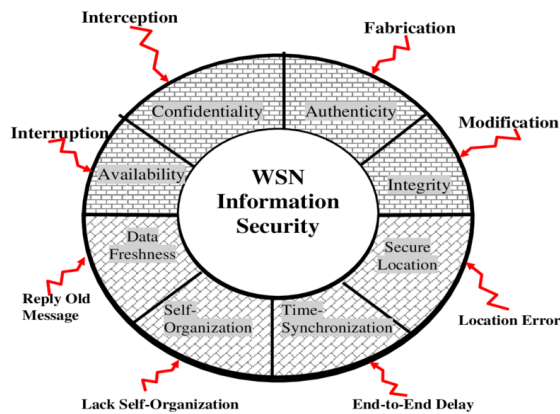 Interception
Fabrication
Confidentiality
Authenticity
Interruption
Modification
Availability
WSN
Information
Security
Integrity
Data
Freshness
Secure
Location
Reply Old
Message
Self-
Organization
Time-
Synchronization
Location Error
Lack Self-Organization
End-to-End Delay